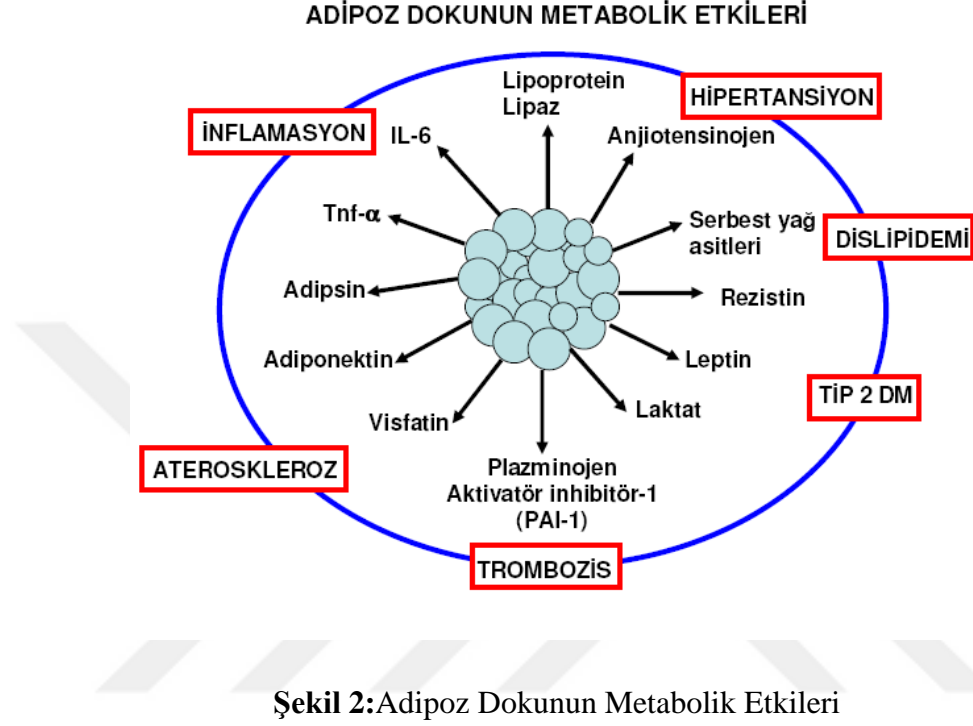 ADİPOZ DOKUNUN METABOLİK ETKİLERİ
Lipoprotein
Lipaz
HİPERTANSİYON
İNFLAMASYON
IL-6
Anjiotensinojen
Tnf-α
Serbest yağ
asitleri
DİSLİPİDEMİ
Adipsin
Rezistin
Adiponektin
Leptin
TİP 2 DM
Visfatin
Laktat
ATEROSKLEROZ
Plazminojen
Aktivatör inhibitör-1
(PAI-1)
TROMBOZİS
Şekil 2:Adipoz Dokunun Metabolik Etkileri